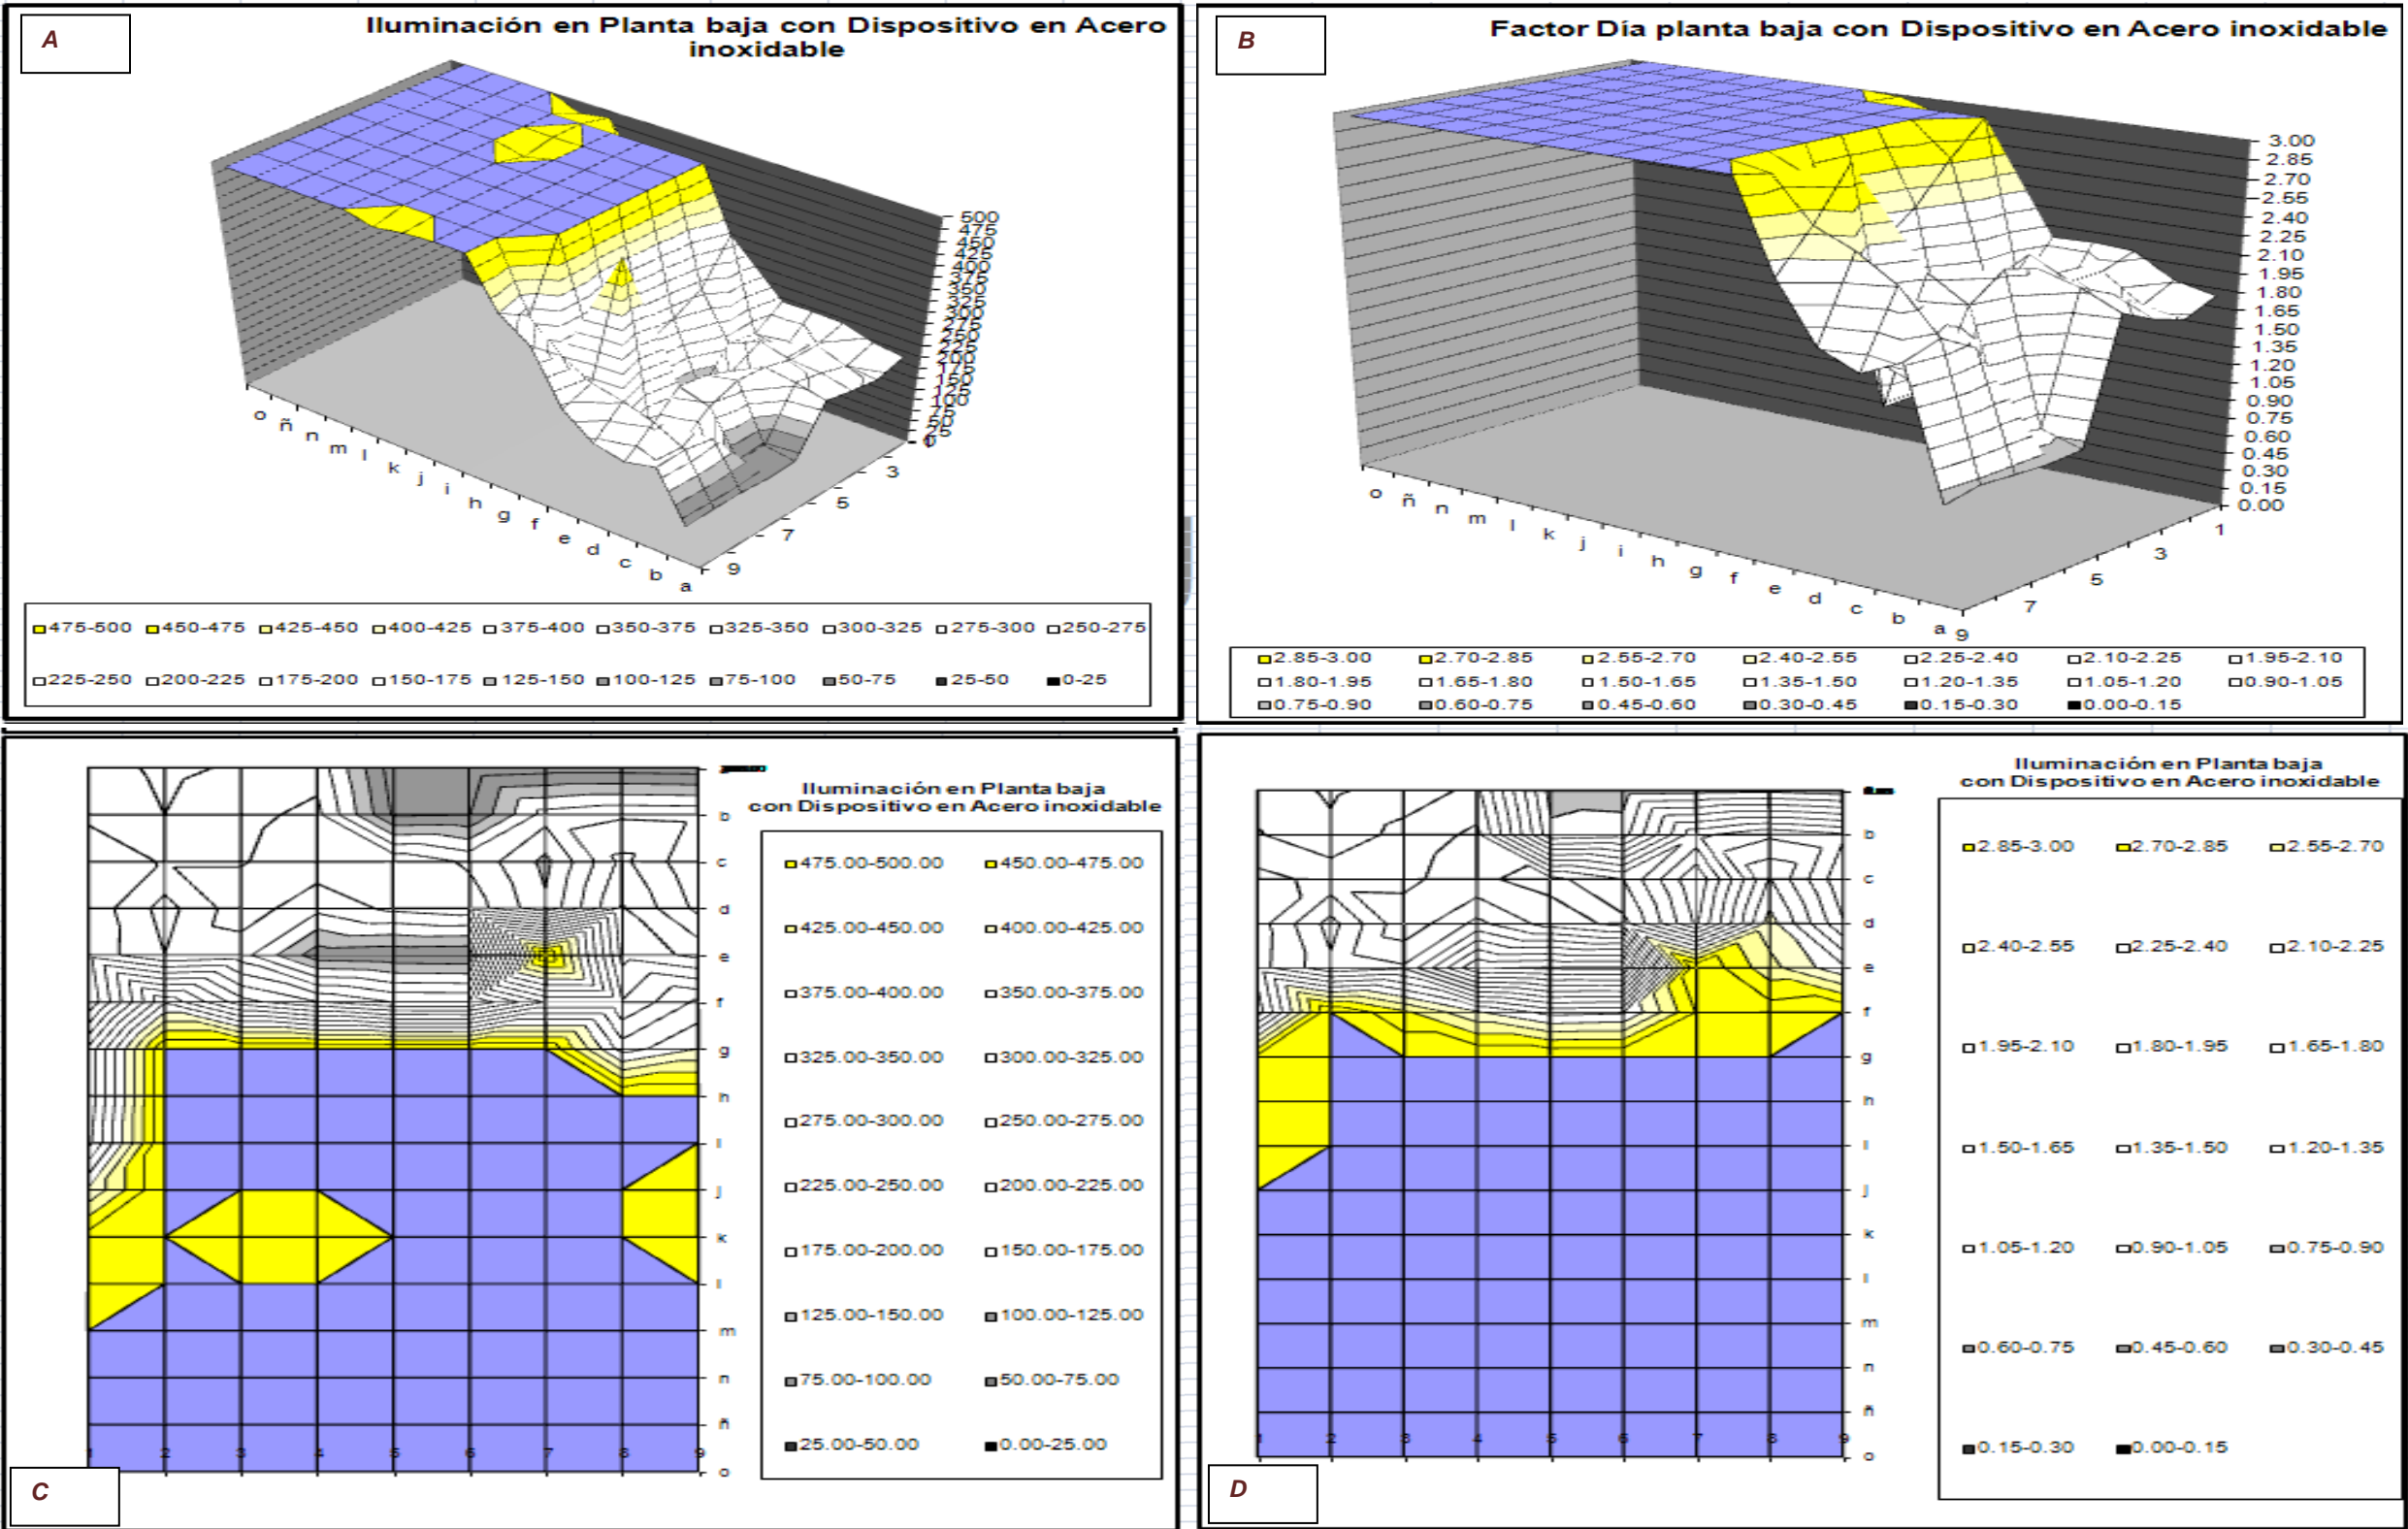 A
Iluminación en Planta baja con Dispositivo en Acero
inoxidable
500
475
450
425
400
375
350
325
300
275
250
225
200
175
150
125
100
75
50
25
3
5
7
9
o ñ n m l k j i h g f e d c b a
475-500 450-475 425-450 400-425 375-400 350-375 325-350 300-325 275-300 250-275
225-250 200-225 175-200 150-175 125-150 100-125 75-100 50-75 25-50 0-25
B
Factor Día planta baja con Dispositivo en Acero inoxidable
3.00
2.85
2.70
2.55
2.40
2.25
2.10
1.95
1.80
1.65
1.50
1.35
1.20
1.05
0.90
0.75
0.60
0.45
0.30
0.15
0.00
1
3
5
7
9
o ñ n m l k j i h g f e d c b a
2.85-3.00 2.70-2.85 2.55-2.70 2.40-2.55 2.25-2.40 2.10-2.25 1.95-2.10
1.80-1.95 1.65-1.80 1.50-1.65 1.35-1.50 1.20-1.35 1.05-1.20 0.90-1.05
0.75-0.90 0.60-0.75 0.45-0.60 0.30-0.45 0.15-0.30 0.00-0.15
Iluminación en Planta baja
con Dispositivo en Acero inoxidable
b
c
d
e
f
g
h
i
j
k
l
m
n
ñ
o
1 2 3 4 5 6 7 8 9
475.00-500.00 450.00-475.00
425.00-450.00 400.00-425.00
375.00-400.00 350.00-375.00
325.00-350.00 300.00-325.00
275.00-300.00 250.00-275.00
225.00-250.00 200.00-225.00
175.00-200.00 150.00-175.00
125.00-150.00 100.00-125.00
75.00-100.00 50.00-75.00
25.00-50.00 0.00-25.00
C
Iluminación en Planta baja
con Dispositivo en Acero inoxidable
b
c
d
e
f
g
h
i
j
k
l
m
n
ñ
o
1 2 3 4 5 6 7 8 9
2.85-3.00 2.70-2.85 2.55-2.70
2.40-2.55 2.25-2.40 2.10-2.25
1.95-2.10 1.80-1.95 1.65-1.80
1.50-1.65 1.35-1.50 1.20-1.35
1.05-1.20 0.90-1.05 0.75-0.90
0.60-0.75 0.45-0.60 0.30-0.45
0.15-0.30 0.00-0.15
D